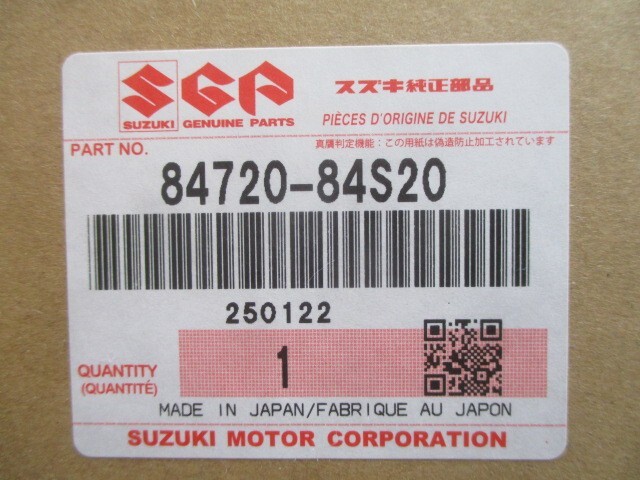 SGP スズキ純正部品
SUZUKI GENUINE PARTS PIÈCES D'ORIGINE DE SUZUKI
PART NO. 真贋判定機能:この用紙は偽造防止加工されています
84720-84S20
250122
QUANTITY 1
(QUANTITÉ)
MADE IN JAPAN/FABRIQUE AU JAPON
SUZUKI MOTOR CORPORATION